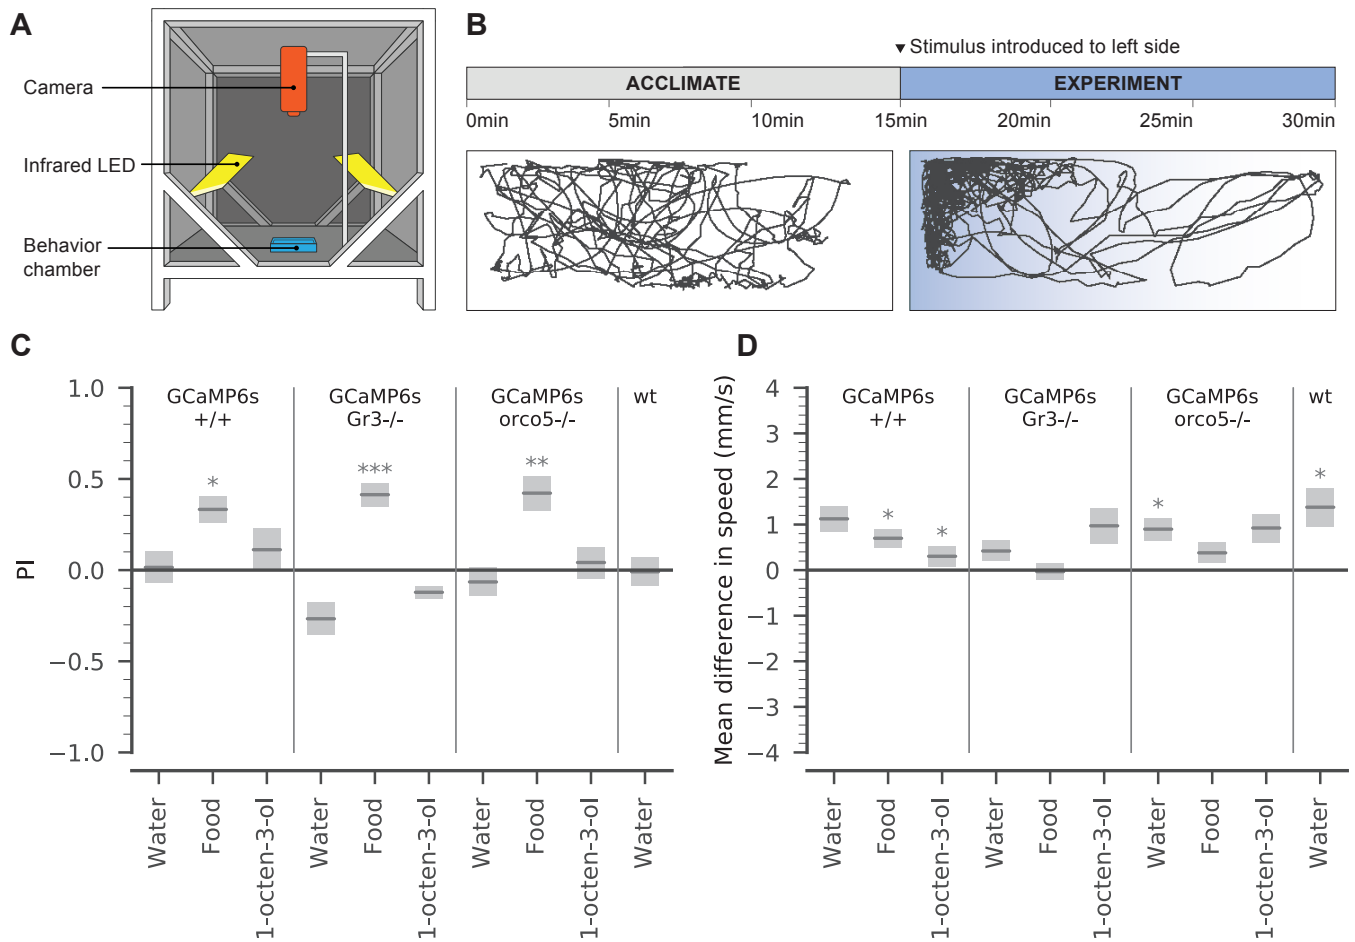 A
Camera
Infrared LED
Behavior
chamber
B
▼ Stimulus introduced to left side
ACCLIMATE
EXPERIMENT
0min
5min
10min
15min
20min
25min
30min
C
PI
1.0
0.5
0.0
−0.5
−1.0
GCaMP6s
+/+
GCaMP6s
Gr3-/-
GCaMP6s
orco5-/-
wt
*
***
**
Water
Food
1-octen-3-ol
Water
Food
1-octen-3-ol
Water
Food
1-octen-3-ol
Water
D
Mean difference in speed (mm/s)
4
3
2
1
0
−1
−2
−3
−4
GCaMP6s
+/+
GCaMP6s
Gr3-/-
GCaMP6s
orco5-/-
wt
*
*
*
*
Water
Food
1-octen-3-ol
Water
Food
1-octen-3-ol
Water
Food
1-octen-3-ol
Water